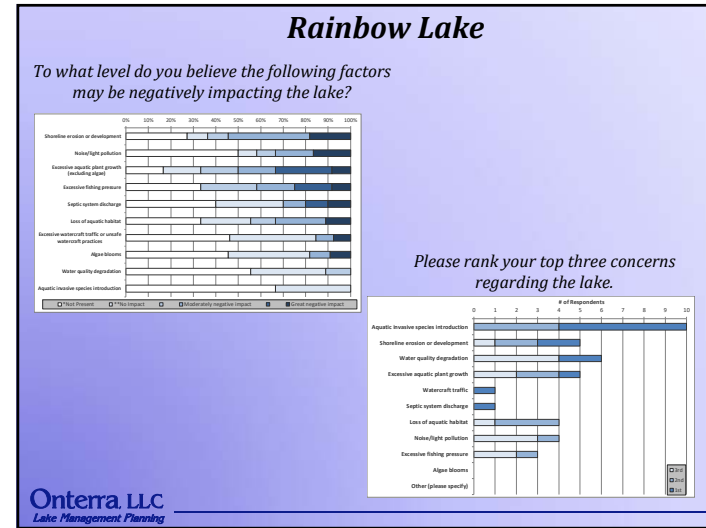 Rainbow Lake
To what level do you believe the following factors
may be negatively impacting the lake?
0% 10% 20% 30% 40% 50% 60% 70% 80% 90% 100%
Shoreline erosion or development
Noise/light pollution
Excessive aquatic plant growth
(excluding algae)
Excessive fishing pressure
Septic system discharge
Loss of aquatic habitat
Excessive watercraft traffic or unsafe
watercraft practices
Algae blooms
Water quality degradation
Aquatic invasive species introduction
*Not Present **No Impact Moderately negative impact Great negative impact
Please rank your top three concerns
regarding the lake.
# of Respondents
0 1 2 3 4 5 6 7 8 9 10
Aquatic invasive species introduction
Shoreline erosion or development
Water quality degradation
Excessive aquatic plant growth
Watercraft traffic
Septic system discharge
Loss of aquatic habitat
Noise/light pollution
Excessive fishing pressure
Algae blooms
Other (please specify)
3rd
2nd
1st
Onterra, LLC
Lake Management Planning